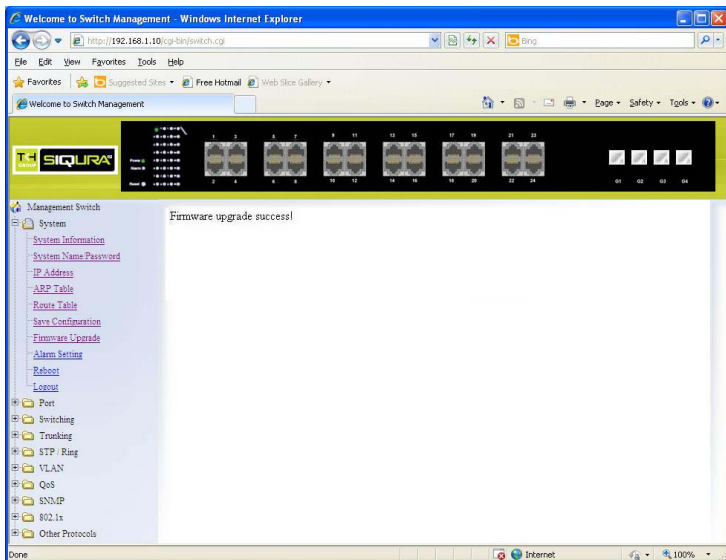 Welcome to Switch Management - Windows Internet Explorer
http://192.168.1.10/cgi-bin/switch.cgi
Bing
File Edit View Favorites Tools Help
Favorites Suggested Sites Free Hotmail Web Slice Gallery
Welcome to Switch Management
Page Safety Tools
TKH GROUP SIQURA
Power
Alarm
Reset
1 3 5 7 9 11 13 15 17 19 21 23
2 4 6 8 10 12 14 16 18 20 22 24
G1 G2 G3 G4
Management Switch
System
System Information
System Name/Password
IP Address
ARP Table
Route Table
Save Configuration
Firmware Upgrade
Alarm Setting
Reboot
Logout
Port
Switching
Trunking
STP / Ring
VLAN
QoS
SNMP
802.1x
Other Protocols
Firmware upgrade success!
Done
Internet
100%